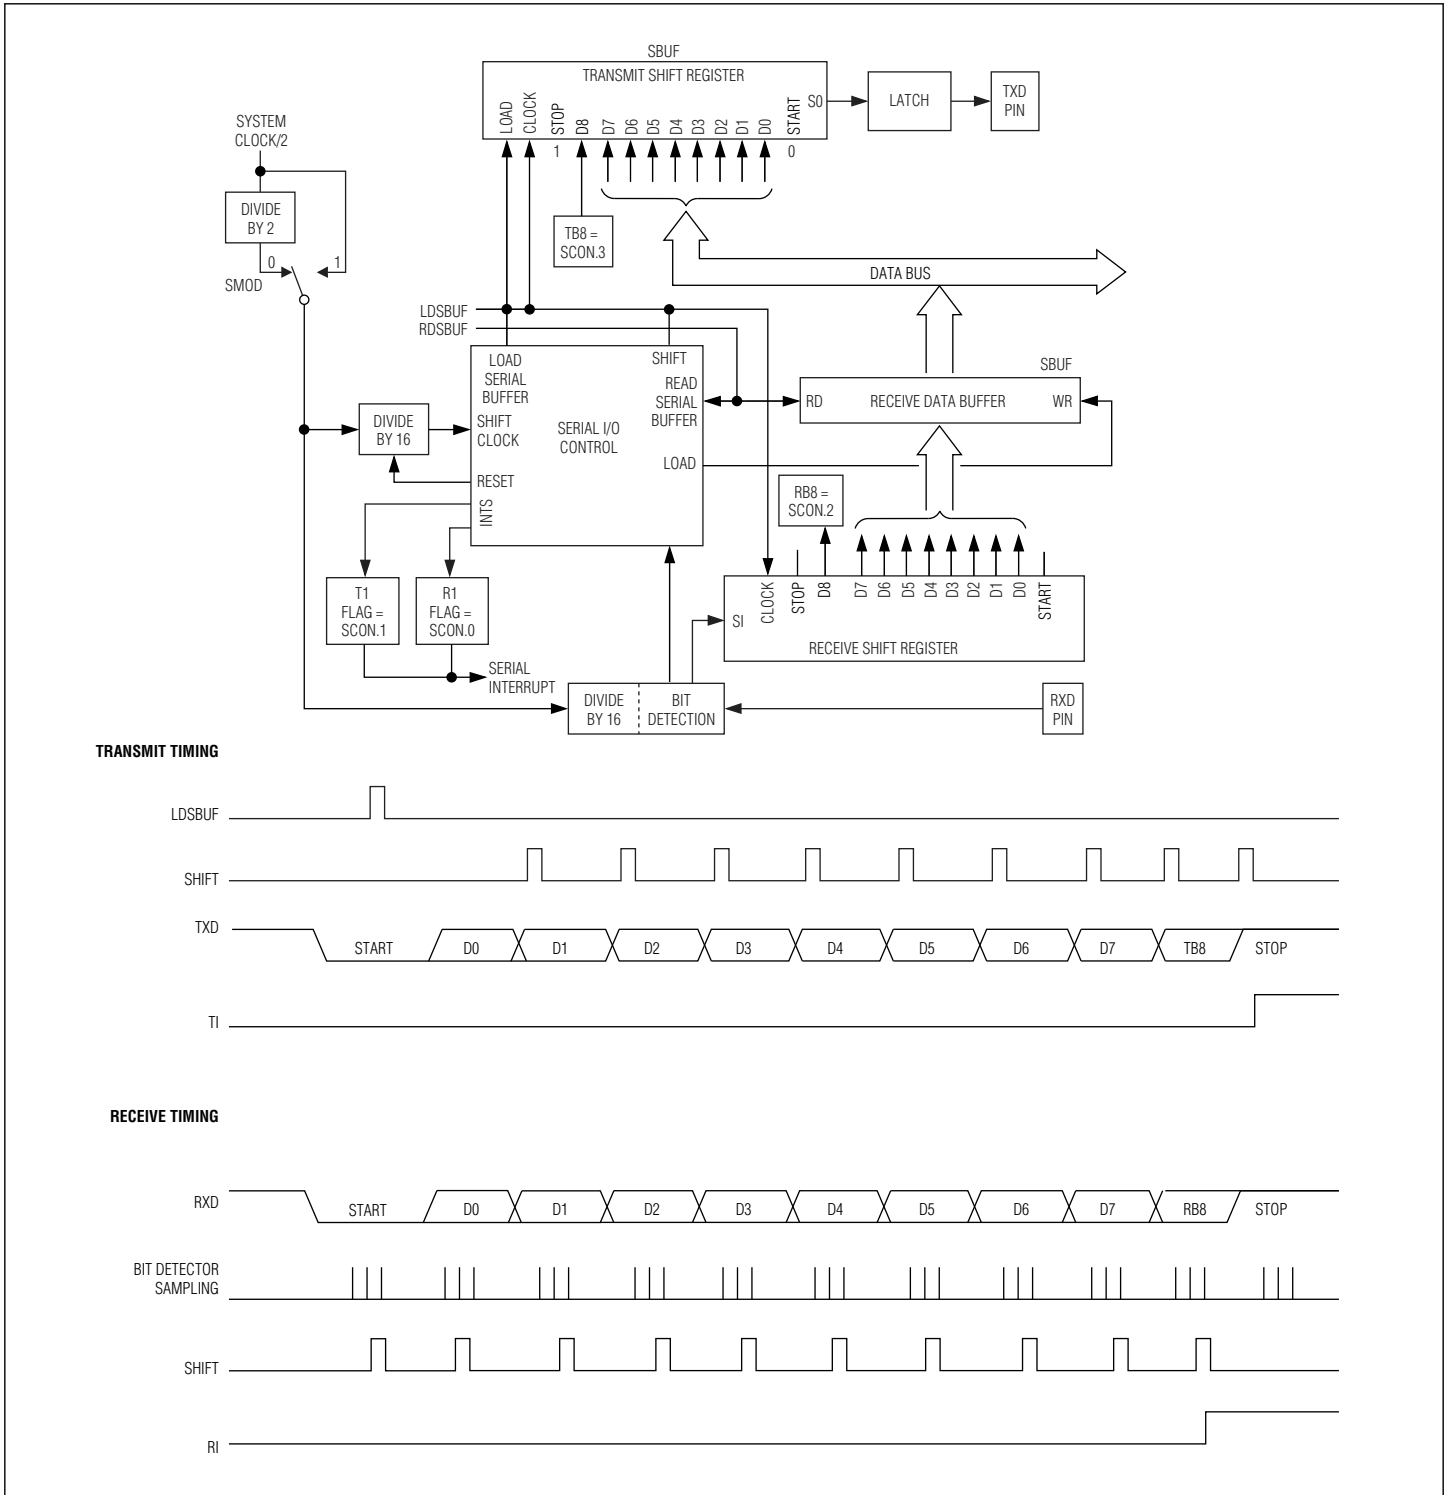 SBUF
TRANSMIT SHIFT REGISTER
LOAD
CLOCK
STOP
D8
D7
D6
D5
D4
D3
D2
D1
D0
START
S0
1
0
LATCH
TXD
PIN
SYSTEM
CLOCK/2
DIVIDE
BY 2
0
1
SMOD
TB8 =
SCON.3
DATA BUS
LDSBUF
RDSBUF
LOAD
SERIAL
BUFFER
SHIFT
READ
SERIAL
BUFFER
SHIFT
CLOCK
SERIAL I/O
CONTROL
LOAD
RESET
INTS
DIVIDE
BY 16
SBUF
RD
RECEIVE DATA BUFFER
WR
RB8 =
SCON.2
T1
FLAG =
SCON.1
R1
FLAG =
SCON.0
SERIAL
INTERRUPT
CLOCK
STOP
D8
D7
D6
D5
D4
D3
D2
D1
D0
START
SI
RECEIVE SHIFT REGISTER
DIVIDE
BY 16
BIT
DETECTION
RXD
PIN
TRANSMIT TIMING
LDSBUF
SHIFT
TXD
START D0 D1 D2 D3 D4 D5 D6 D7 TB8 STOP
TI
RECEIVE TIMING
RXD
START D0 D1 D2 D3 D4 D5 D6 D7 RB8 STOP
BIT DETECTOR
SAMPLING
SHIFT
RI